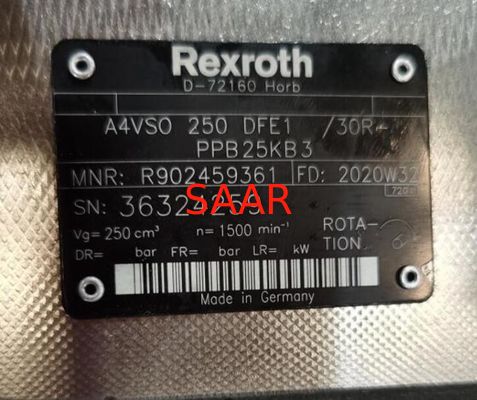 Rexroth
D-72160 Horb
A4VSO 250 DFE1 /30R-
PPB25KB3
MNR: R902459361 FD: 2020W32
7202
SAAR
SN:
Vg= 250 cm³ n= 1500 min⁻¹ ROTA-
TION
DR= bar FR= bar LR= kW
Made in Germany